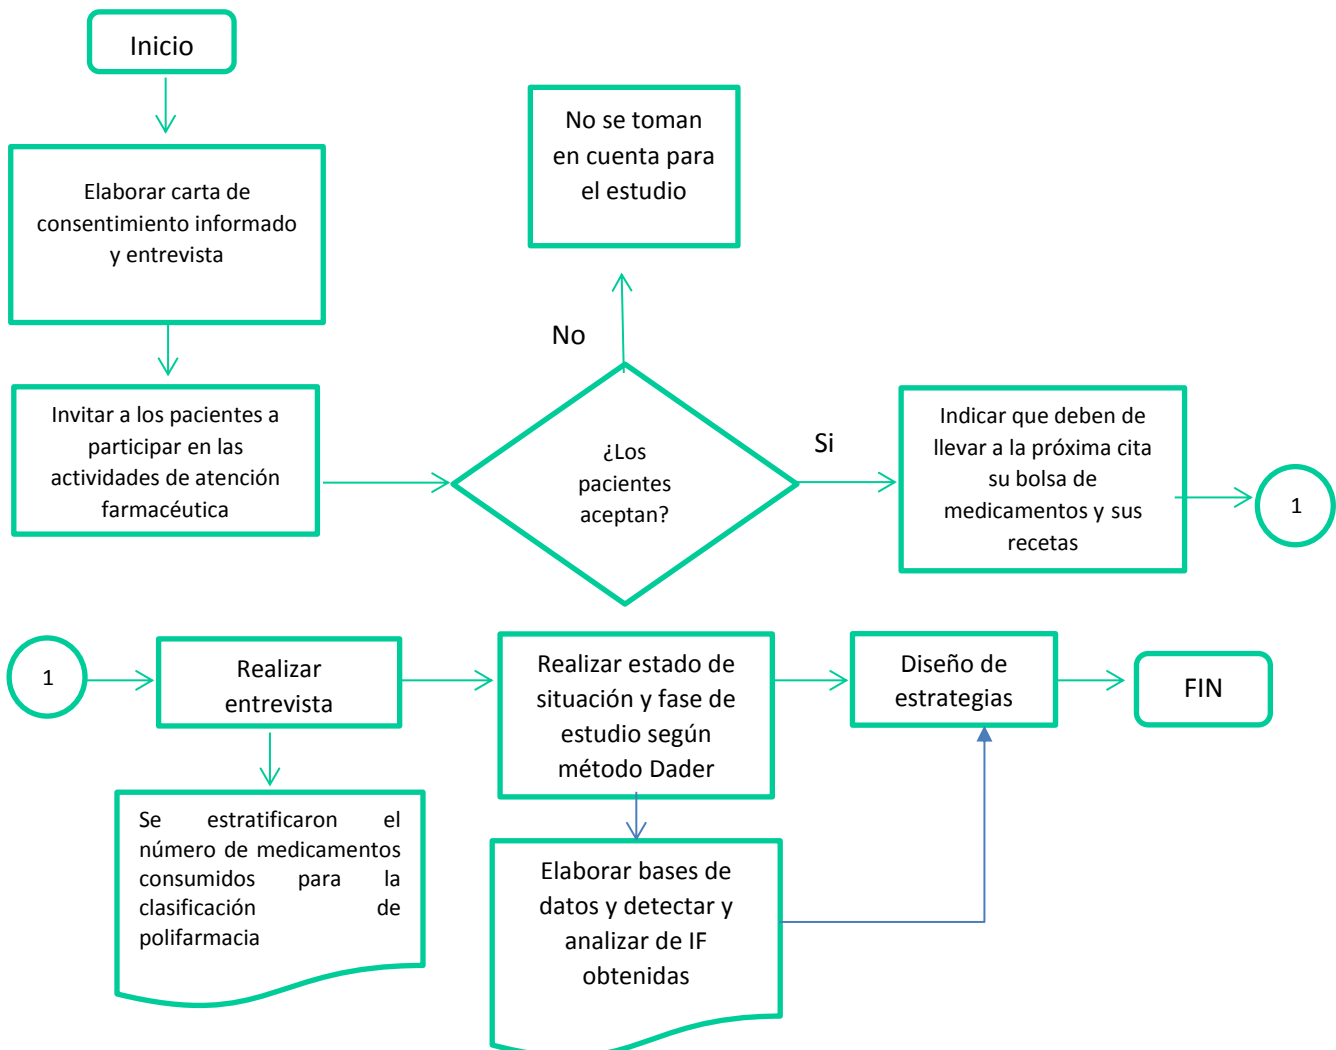 Inicio
Elaborar carta de
consentimiento informado
y entrevista
Invitar a los pacientes a
participar en las
actividades de atención
farmacéutica
No se toman
en cuenta para
el estudio
No
¿Los
pacientes
aceptan?
Si
Indicar que deben de
llevar a la próxima cita
su bolsa de
medicamentos y sus
recetas
1
1
Realizar
entrevista
Se estratificaron el
número de medicamentos
consumidos para la
clasificación de
polifarmacia
Realizar estado de
situación y fase de
estudio según
método Dader
Elaborar bases de
datos y detectar y
analizar de IF
obtenidas
Diseño de
estrategias
FIN